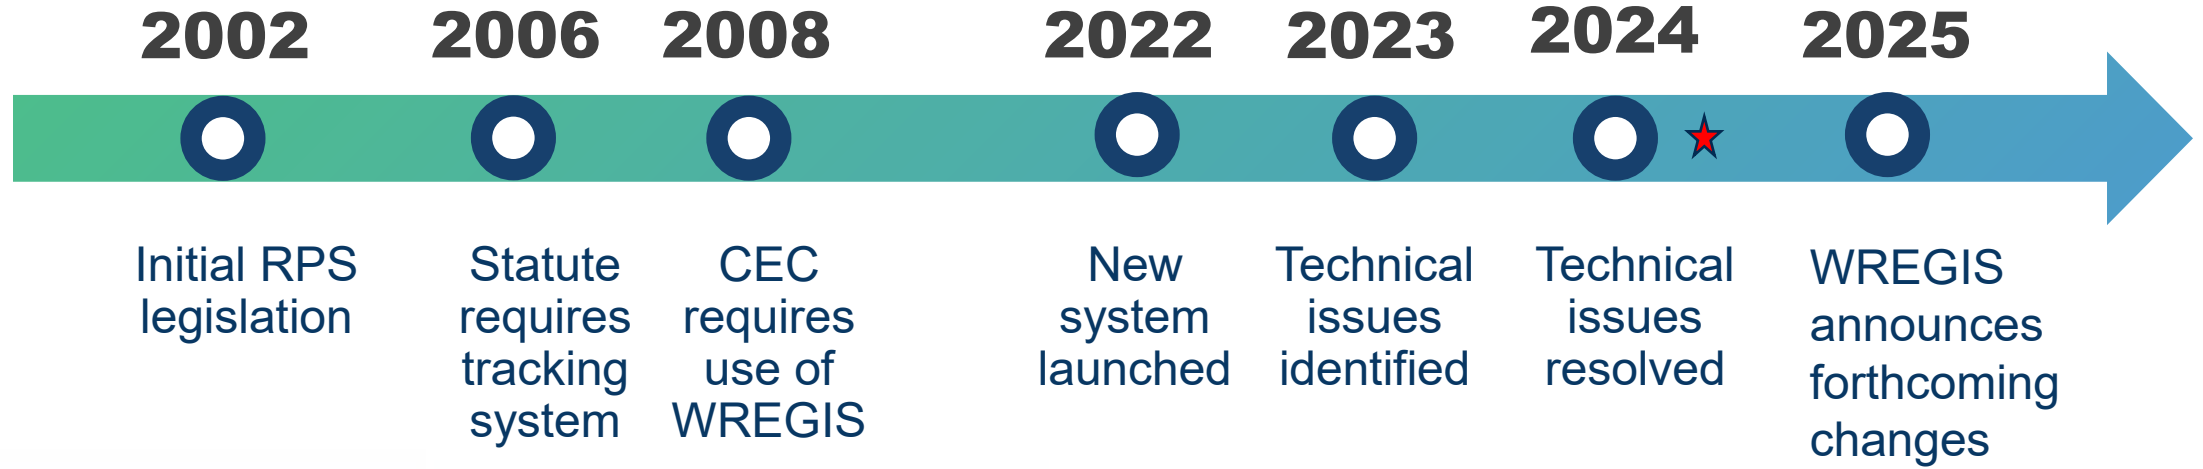 2002
Initial RPS
legislation
2006
Statute
requires
tracking
system
2008
CEC
requires
use of
WREGIS
2022
New
system
launched
2023
Technical
issues
identified
2024
Technical
issues
resolved
2025
WREGIS
announces
forthcoming
changes